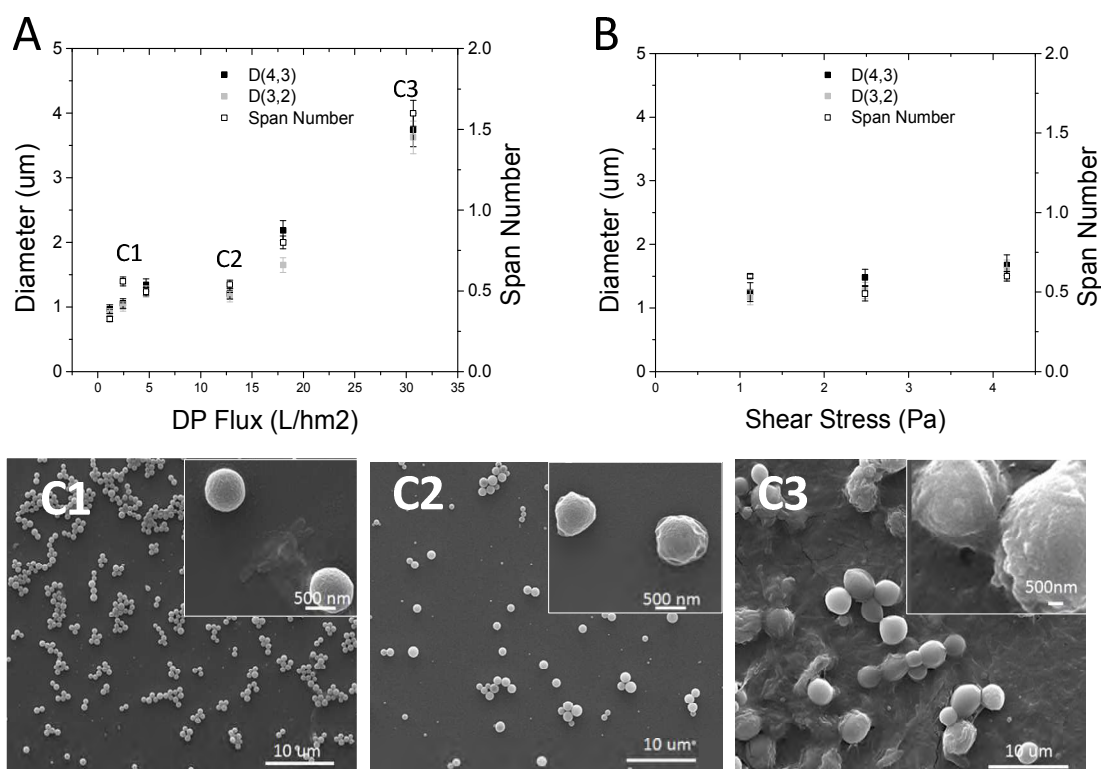 A
5
4
3
2
1
0
Diameter (um)
D(4,3)
D(3,2)
Span Number
C1
C2
C3
2.0
1.5
1.0
0.5
0.0
Span Number
0 5 10 15 20 25 30 35
DP Flux (L/hm2)
B
5
4
3
2
1
0
Diameter (um)
D(4,3)
D(3,2)
Span Number
2.0
1.5
1.0
0.5
0.0
Span Number
0 1 2 3 4
Shear Stress (Pa)
C1
500 nm
10 um
C2
500 nm
10 um
C3
500nm
10 um